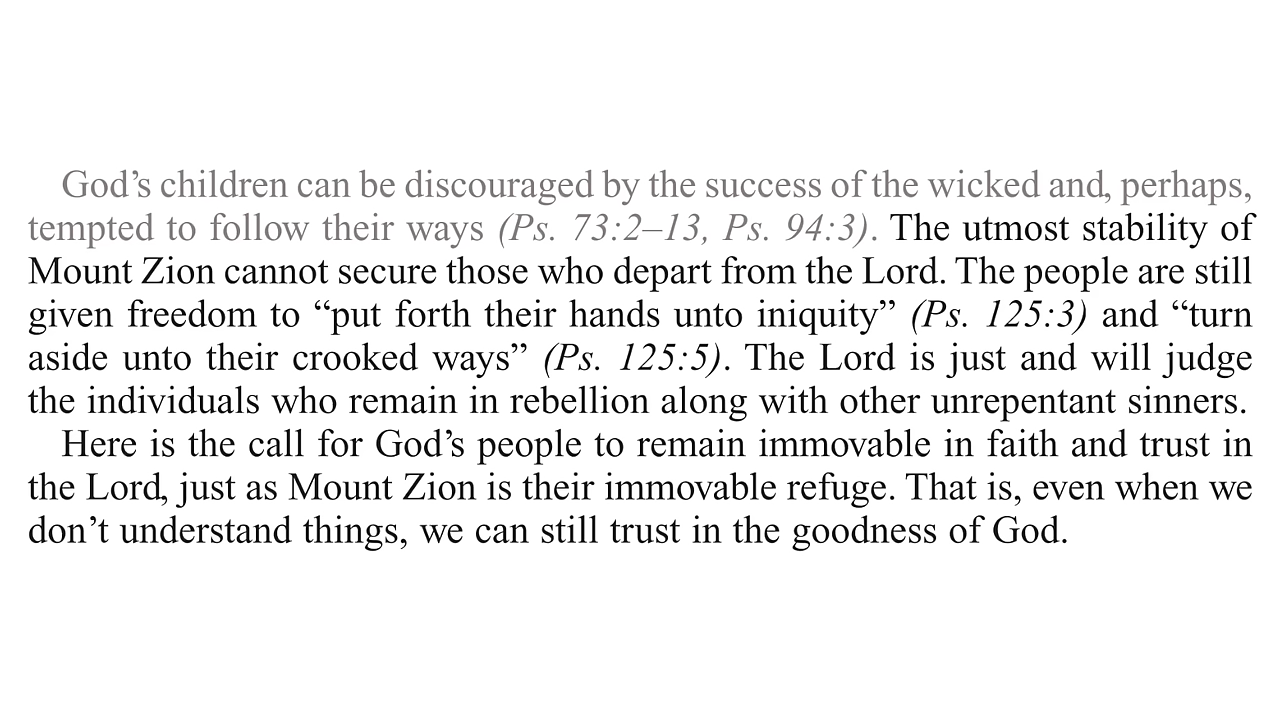 God’s children can be discouraged by the success of the wicked and, perhaps,
tempted to follow their ways (Ps. 73:2–13, Ps. 94:3). The utmost stability of
Mount Zion cannot secure those who depart from the Lord. The people are still
given freedom to “put forth their hands unto iniquity” (Ps. 125:3) and “turn
aside unto their crooked ways” (Ps. 125:5). The Lord is just and will judge
the individuals who remain in rebellion along with other unrepentant sinners.
Here is the call for God’s people to remain immovable in faith and trust in
the Lord, just as Mount Zion is their immovable refuge. That is, even when we
don’t understand things, we can still trust in the goodness of God.